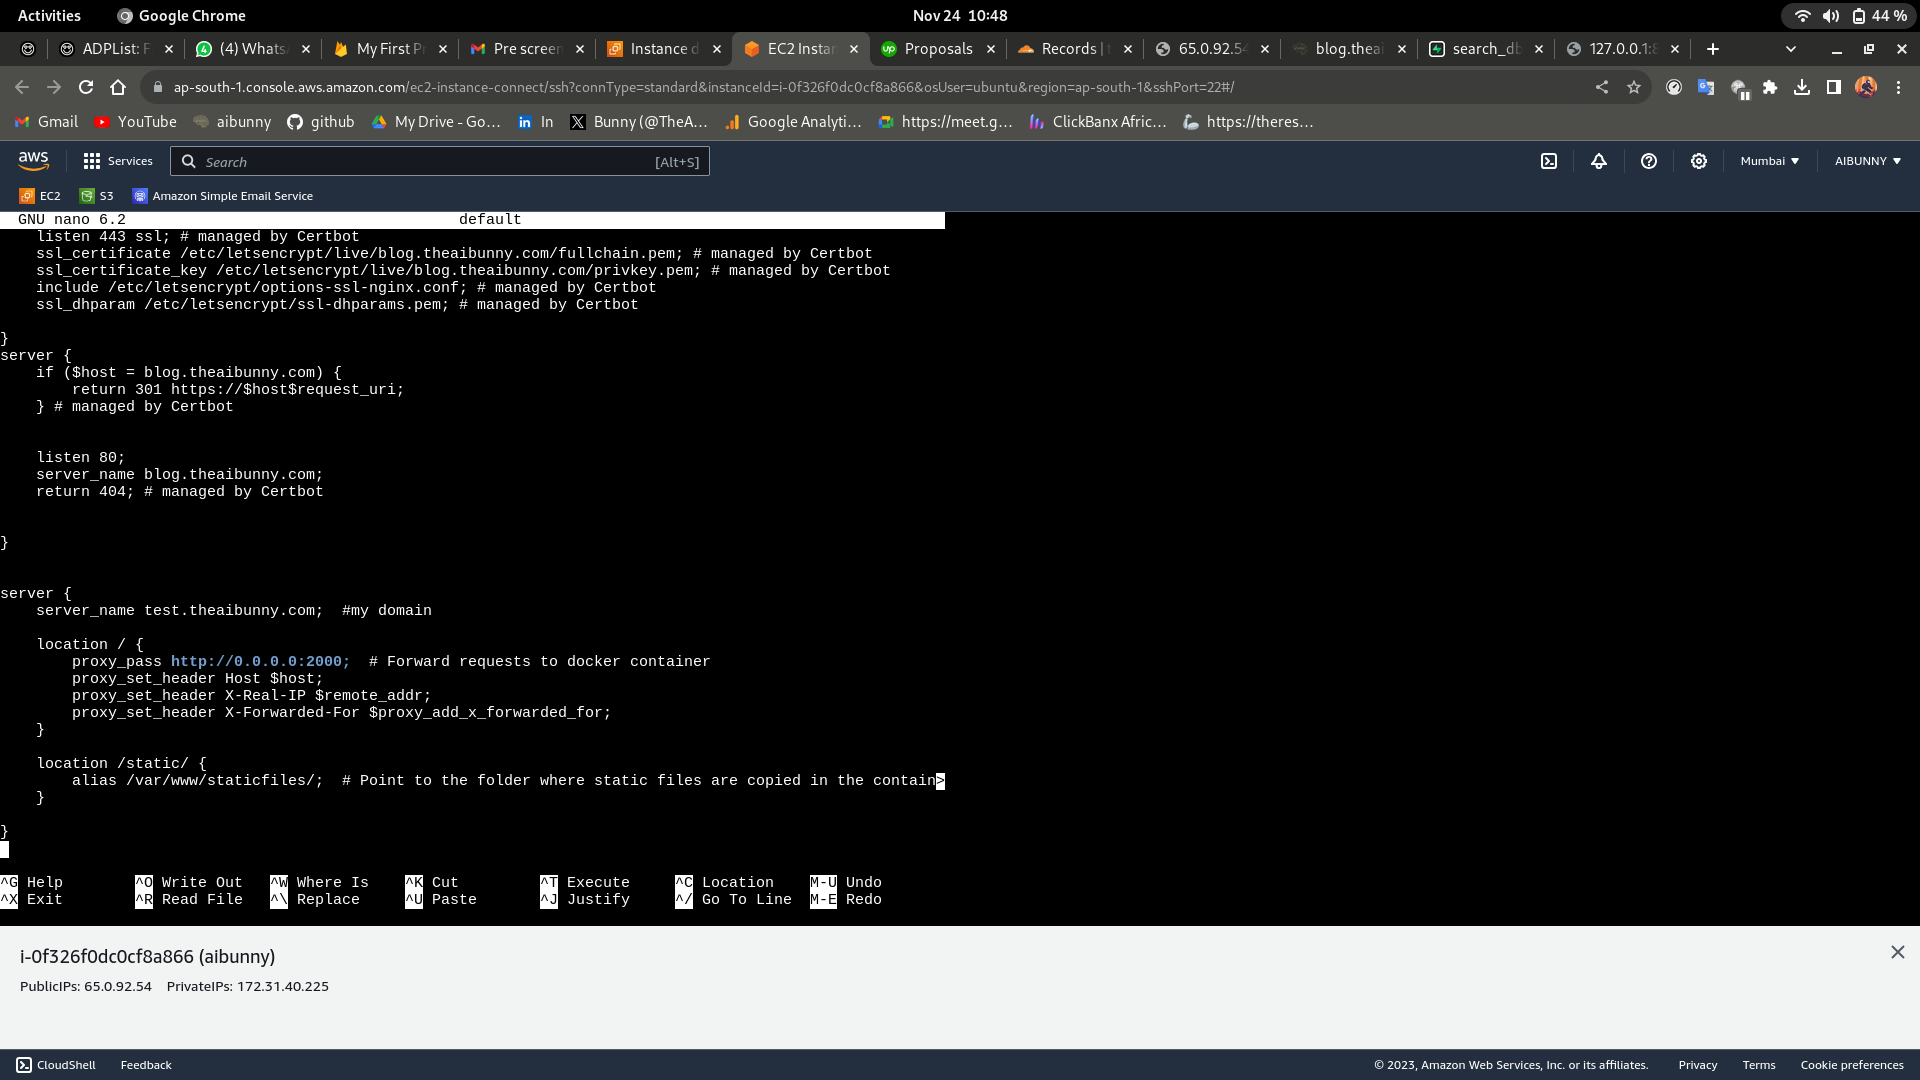 Activities Google Chrome Nov 24 10:48 44 %
ADPList: F (4) Whats My First P Pre screen Instance d EC2 Instan Proposals Records | t 65.0.92.54 blog.theai search_db 127.0.0.1:8
ap-south-1.console.aws.amazon.com/ec2-instance-connect/ssh?connType=standard&instanceId=i-0f326f0dc0cf8a866&osUser=ubuntu&region=ap-south-1&sshPort=22#/
Gmail YouTube aibunny github My Drive - Go… In Bunny (@TheA… Google Analyti… https://meet.g… ClickBanx Afric… https://theres…
aws Services Search [Alt+S] Mumbai AIBUNNY
EC2 S3 Amazon Simple Email Service
GNU nano 6.2 default
listen 443 ssl; # managed by Certbot
ssl_certificate /etc/letsencrypt/live/blog.theaibunny.com/fullchain.pem; # managed by Certbot
ssl_certificate_key /etc/letsencrypt/live/blog.theaibunny.com/privkey.pem; # managed by Certbot
include /etc/letsencrypt/options-ssl-nginx.conf; # managed by Certbot
ssl_dhparam /etc/letsencrypt/ssl-dhparams.pem; # managed by Certbot
}
server {
if ($host = blog.theaibunny.com) {
return 301 https://$host$request_uri;
} # managed by Certbot
listen 80;
server_name blog.theaibunny.com;
return 404; # managed by Certbot
}
server {
server_name test.theaibunny.com; #my domain
location / {
proxy_pass http://0.0.0.0:2000; # Forward requests to docker container
proxy_set_header Host $host;
proxy_set_header X-Real-IP $remote_addr;
proxy_set_header X-Forwarded-For $proxy_add_x_forwarded_for;
}
location /static/ {
alias /var/www/staticfiles/; # Point to the folder where static files are copied in the contain>
}
}
^G Help ^O Write Out ^W Where Is ^K Cut ^T Execute ^C Location M-U Undo
^X Exit ^R Read File ^\ Replace ^U Paste ^J Justify ^/ Go To Line M-E Redo
i-0f326f0dc0cf8a866 (aibunny)
PublicIPs: 65.0.92.54 PrivateIPs: 172.31.40.225
CloudShell Feedback © 2023, Amazon Web Services, Inc. or its affiliates. Privacy Terms Cookie preferences